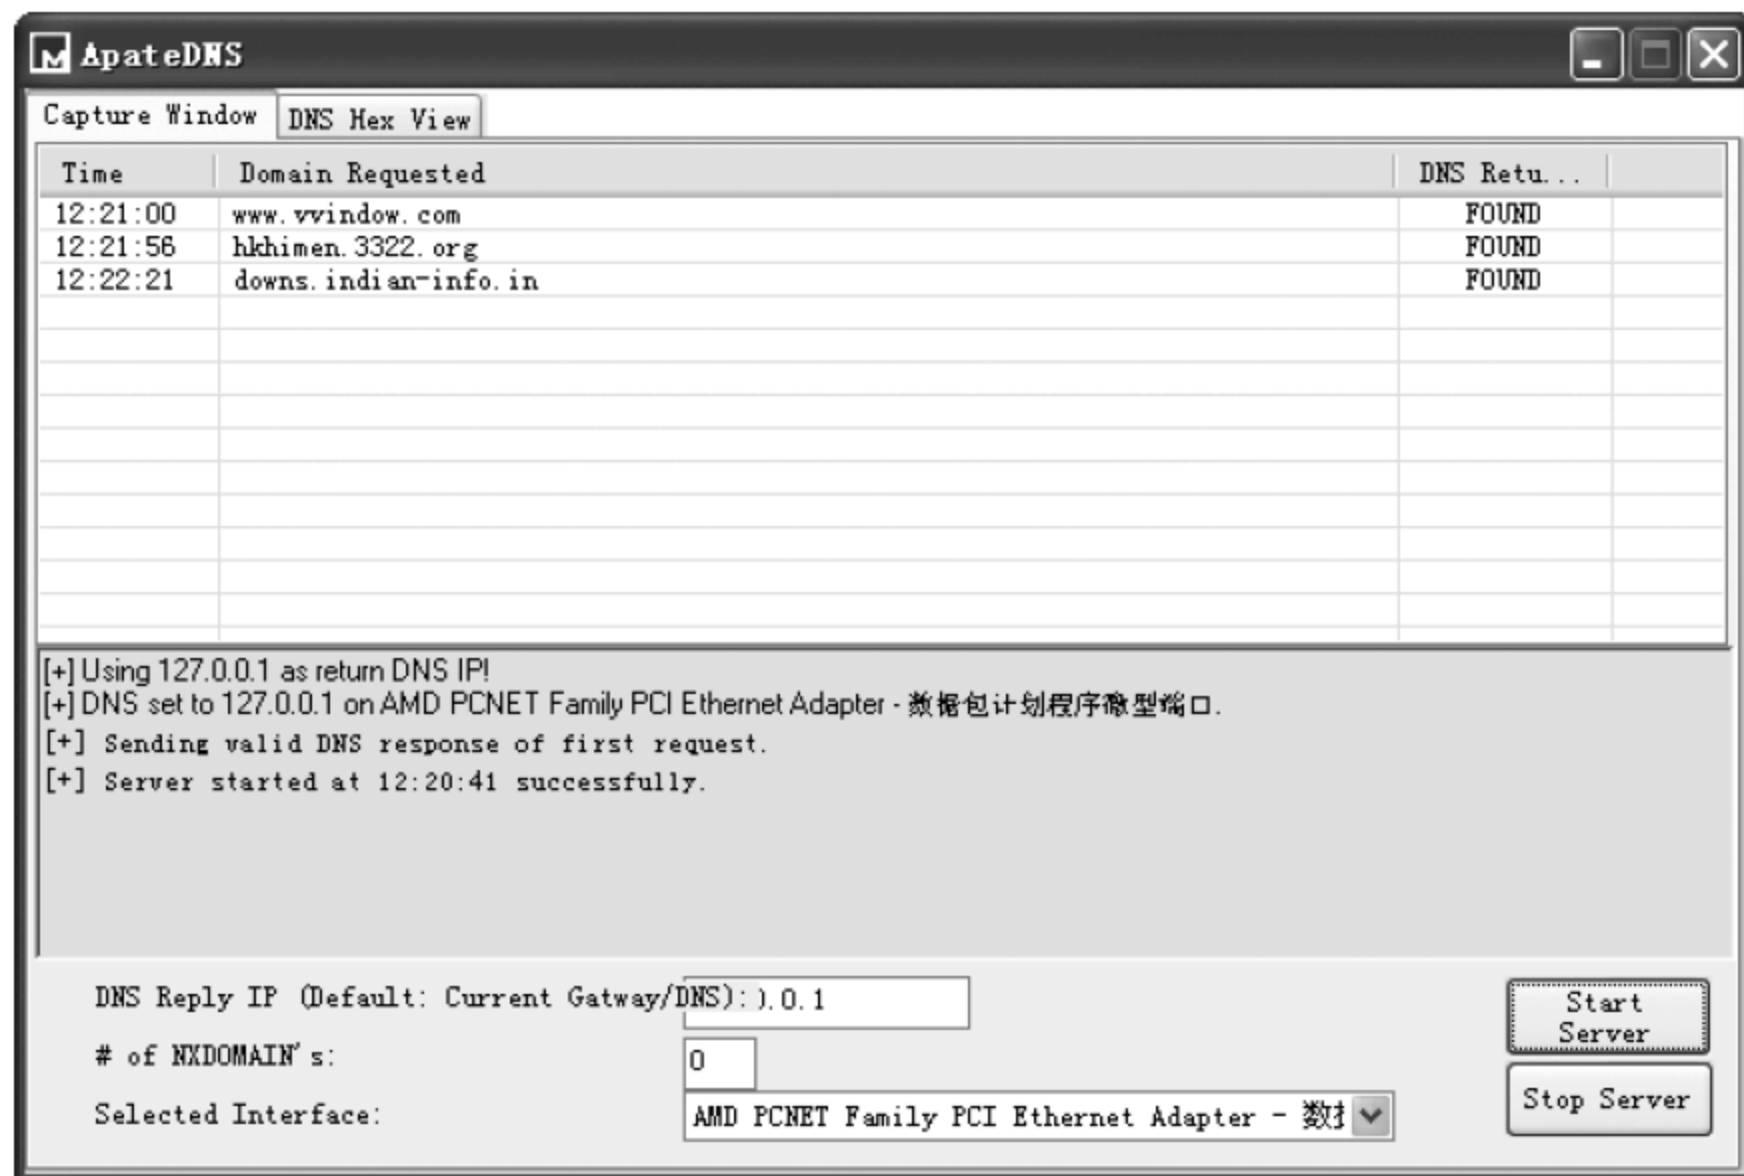 ApateDNS
Capture Window DNS Hex View
Time Domain Requested DNS Retu...
12:21:00 www.vvindow.com FOUND
12:21:56 hkhimen.3322.org FOUND
12:22:21 downs.indian-info.in FOUND
[+] Using 127.0.0.1 as return DNS IP!
[+] DNS set to 127.0.0.1 on AMD PCNET Family PCI Ethernet Adapter - 数据包计划程序微型端口.
[+] Sending valid DNS response of first request.
[+] Server started at 12:20:41 successfully.
DNS Reply IP (Default: Current Gatway/DNS): .0.1
Start
Server
# of NXDOMAIN's: 0
Selected Interface: AMD PCNET Family PCI Ethernet Adapter - 数
Stop Server